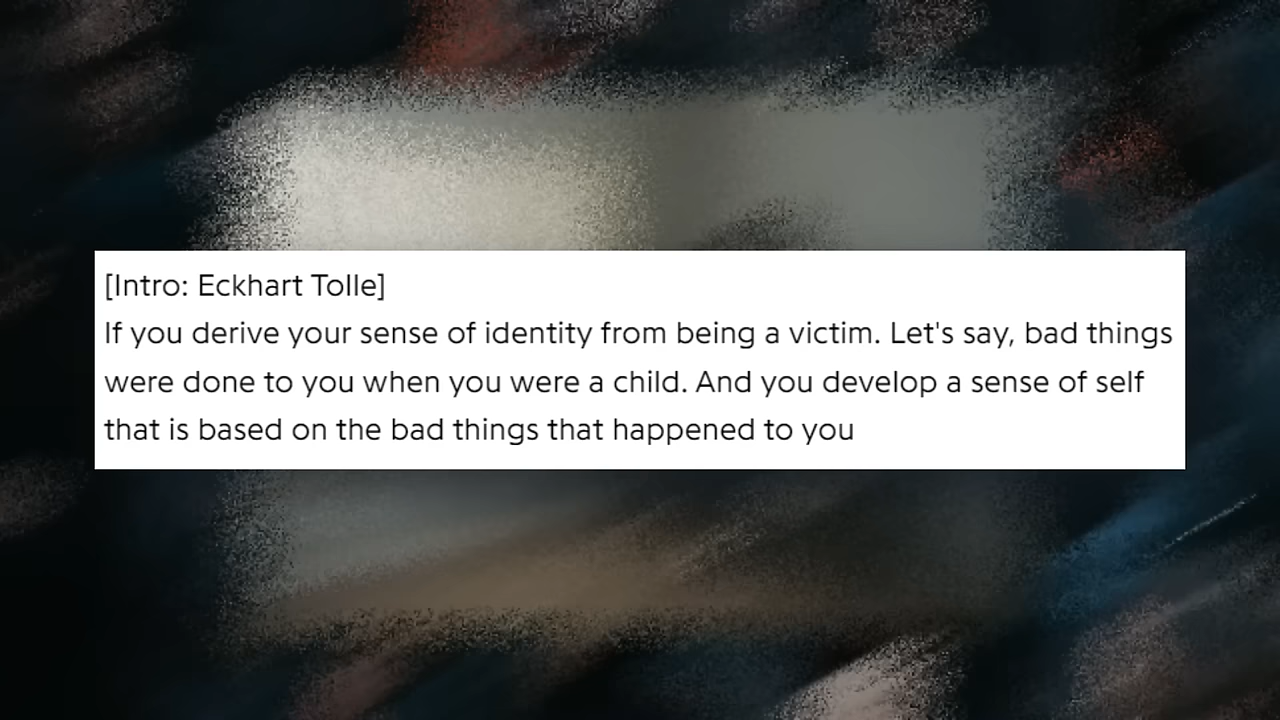 [Intro: Eckhart Tolle]
If you derive your sense of identity from being a victim. Let's say, bad things
were done to you when you were a child. And you develop a sense of self
that is based on the bad things that happened to you